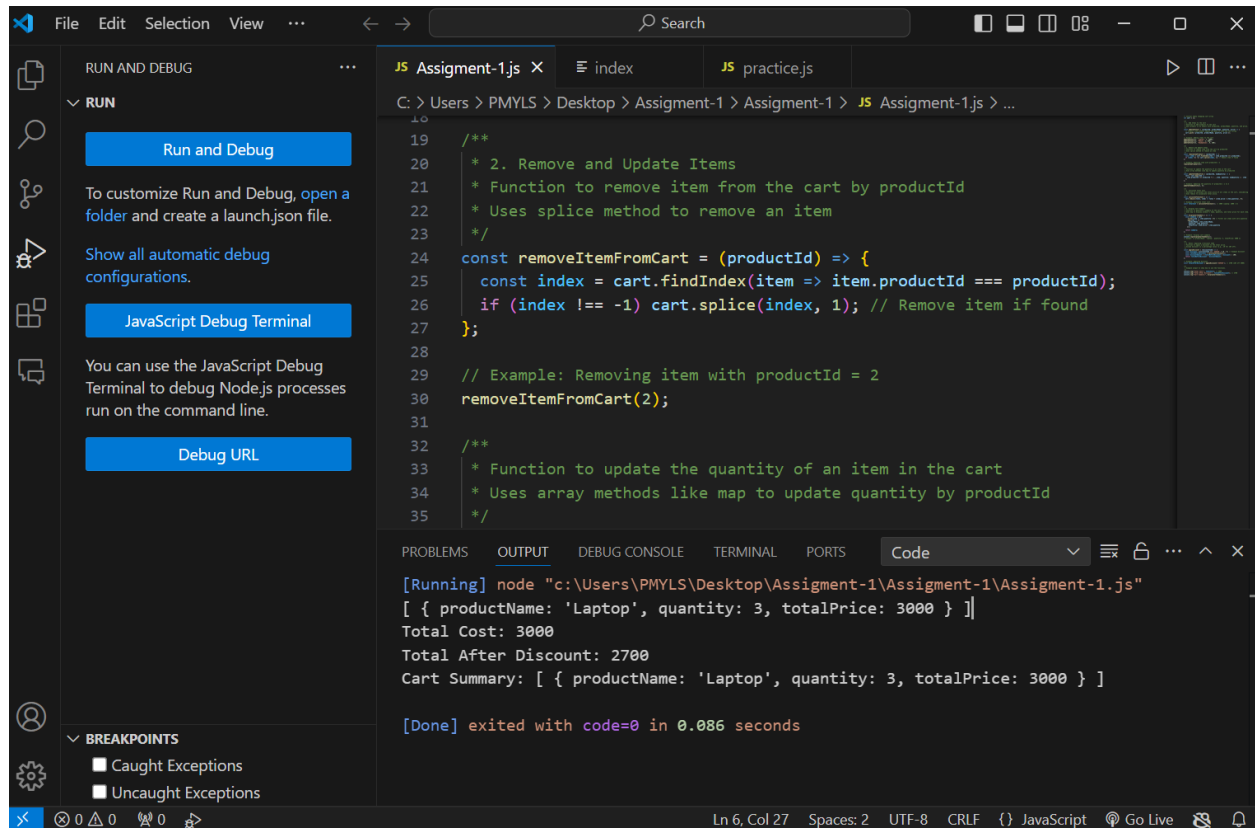 File Edit Selection View ··· Search
RUN AND DEBUG ···
RUN
Run and Debug
To customize Run and Debug, open a
folder and create a launch.json file.
Show all automatic debug
configurations.
JavaScript Debug Terminal
You can use the JavaScript Debug
Terminal to debug Node.js processes
run on the command line.
Debug URL
BREAKPOINTS
Caught Exceptions
Uncaught Exceptions
JS Assigment-1.js index JS practice.js
C: > Users > PMYLS > Desktop > Assigment-1 > Assigment-1 > JS Assigment-1.js > ...
18
19 /**
20 * 2. Remove and Update Items
21 * Function to remove item from the cart by productId
22 * Uses splice method to remove an item
23 */
24 const removeItemFromCart = (productId) => {
25 const index = cart.findIndex(item => item.productId === productId);
26 if (index !== -1) cart.splice(index, 1); // Remove item if found
27 };
28
29 // Example: Removing item with productId = 2
30 removeItemFromCart(2);
31
32 /**
33 * Function to update the quantity of an item in the cart
34 * Uses array methods like map to update quantity by productId
35 */
PROBLEMS OUTPUT DEBUG CONSOLE TERMINAL PORTS Code
[Running] node "c:\Users\PMYLS\Desktop\Assigment-1\Assigment-1\Assigment-1.js"
[ { productName: 'Laptop', quantity: 3, totalPrice: 3000 } ]
Total Cost: 3000
Total After Discount: 2700
Cart Summary: [ { productName: 'Laptop', quantity: 3, totalPrice: 3000 } ]
[Done] exited with code=0 in 0.086 seconds
0 0 0 Ln 6, Col 27 Spaces: 2 UTF-8 CRLF {} JavaScript Go Live